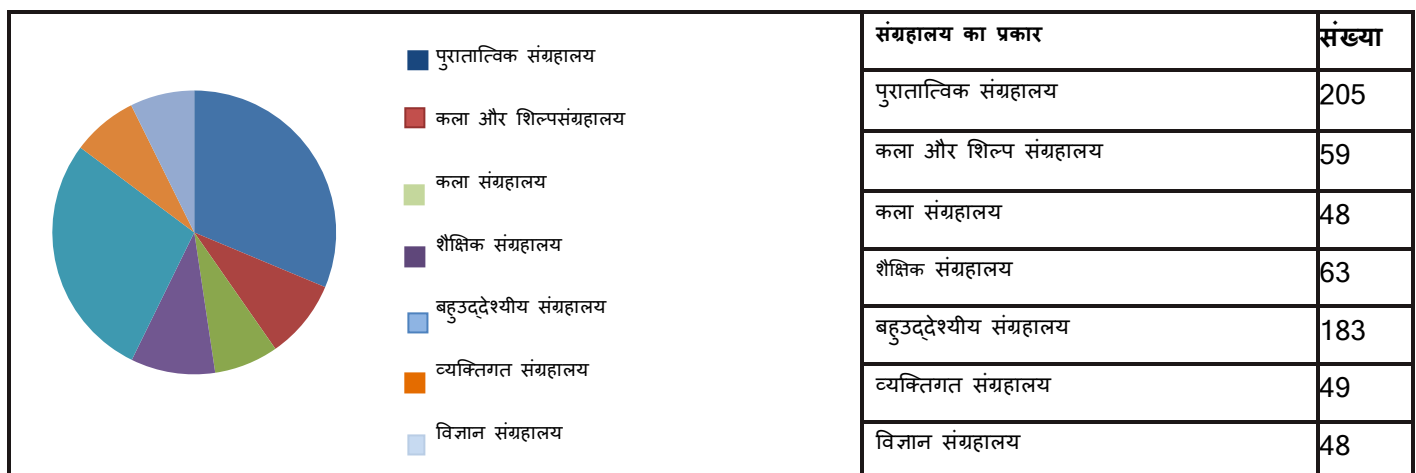 पुरातात्विक संग्रहालय
कला और शिल्पसंग्रहालय
कला संग्रहालय
शैक्षिक संग्रहालय
बहुउद्देश्यीय संग्रहालय
व्यक्तिगत संग्रहालय
विज्ञान संग्रहालय
संग्रहालय का प्रकार संख्या
पुरातात्विक संग्रहालय 205
कला और शिल्प संग्रहालय 59
कला संग्रहालय 48
शैक्षिक संग्रहालय 63
बहुउद्देश्यीय संग्रहालय 183
व्यक्तिगत संग्रहालय 49
विज्ञान संग्रहालय 48